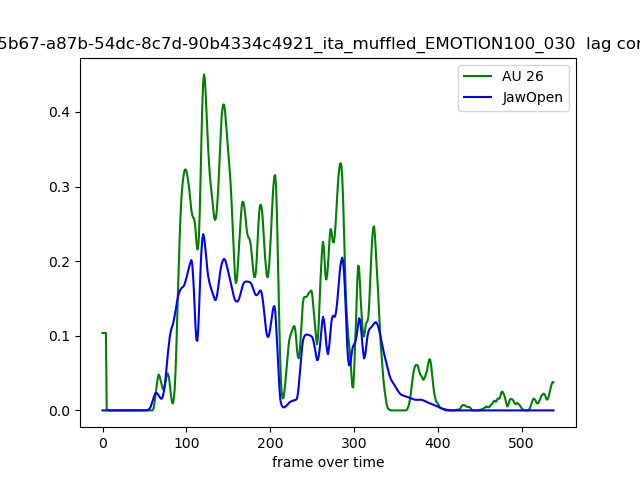 5b67-a87b-54dc-8c7d-90b4334c4921_ita_muffled_EMOTION100_030 lag cor
AU 26
JawOpen
0.4
0.3
0.2
0.1
0.0
0 100 200 300 400 500
frame over time